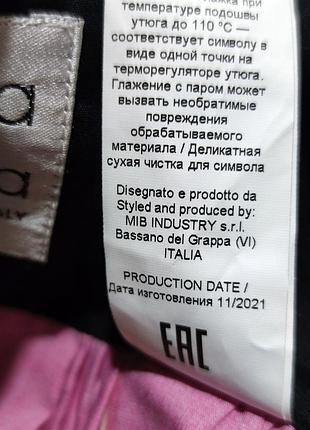 температуре подошвы
утюга до 110 °C —
соответствует символу в
виде одной точки на
терморегуляторе утюга.
Глажение с паром может
вызвать необратимые
повреждения
обрабатываемого
материала / Деликатная
сухая чистка для символа
Disegnato e prodotto da
Styled and produced by:
MIB INDUSTRY s.r.l.
Bassano del Grappa (VI)
ITALIA
PRODUCTION DATE /
Дата изготовления 11/2021
EAC
a
a
LY